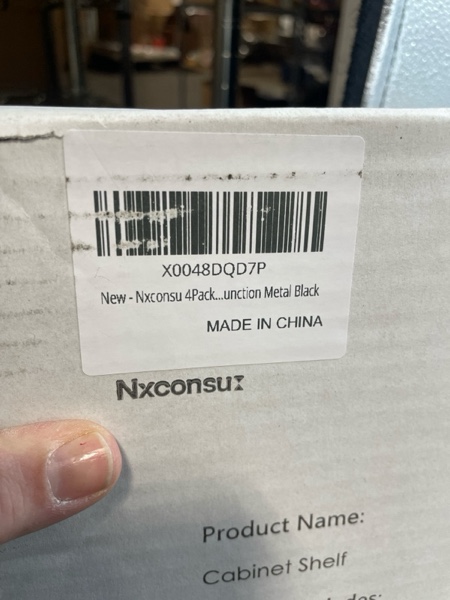 X0048DQD7P
New - Nxconsu 4Pack...unction Metal Black
MADE IN CHINA
Nxconsu
Product Name:
Cabinet Shelf